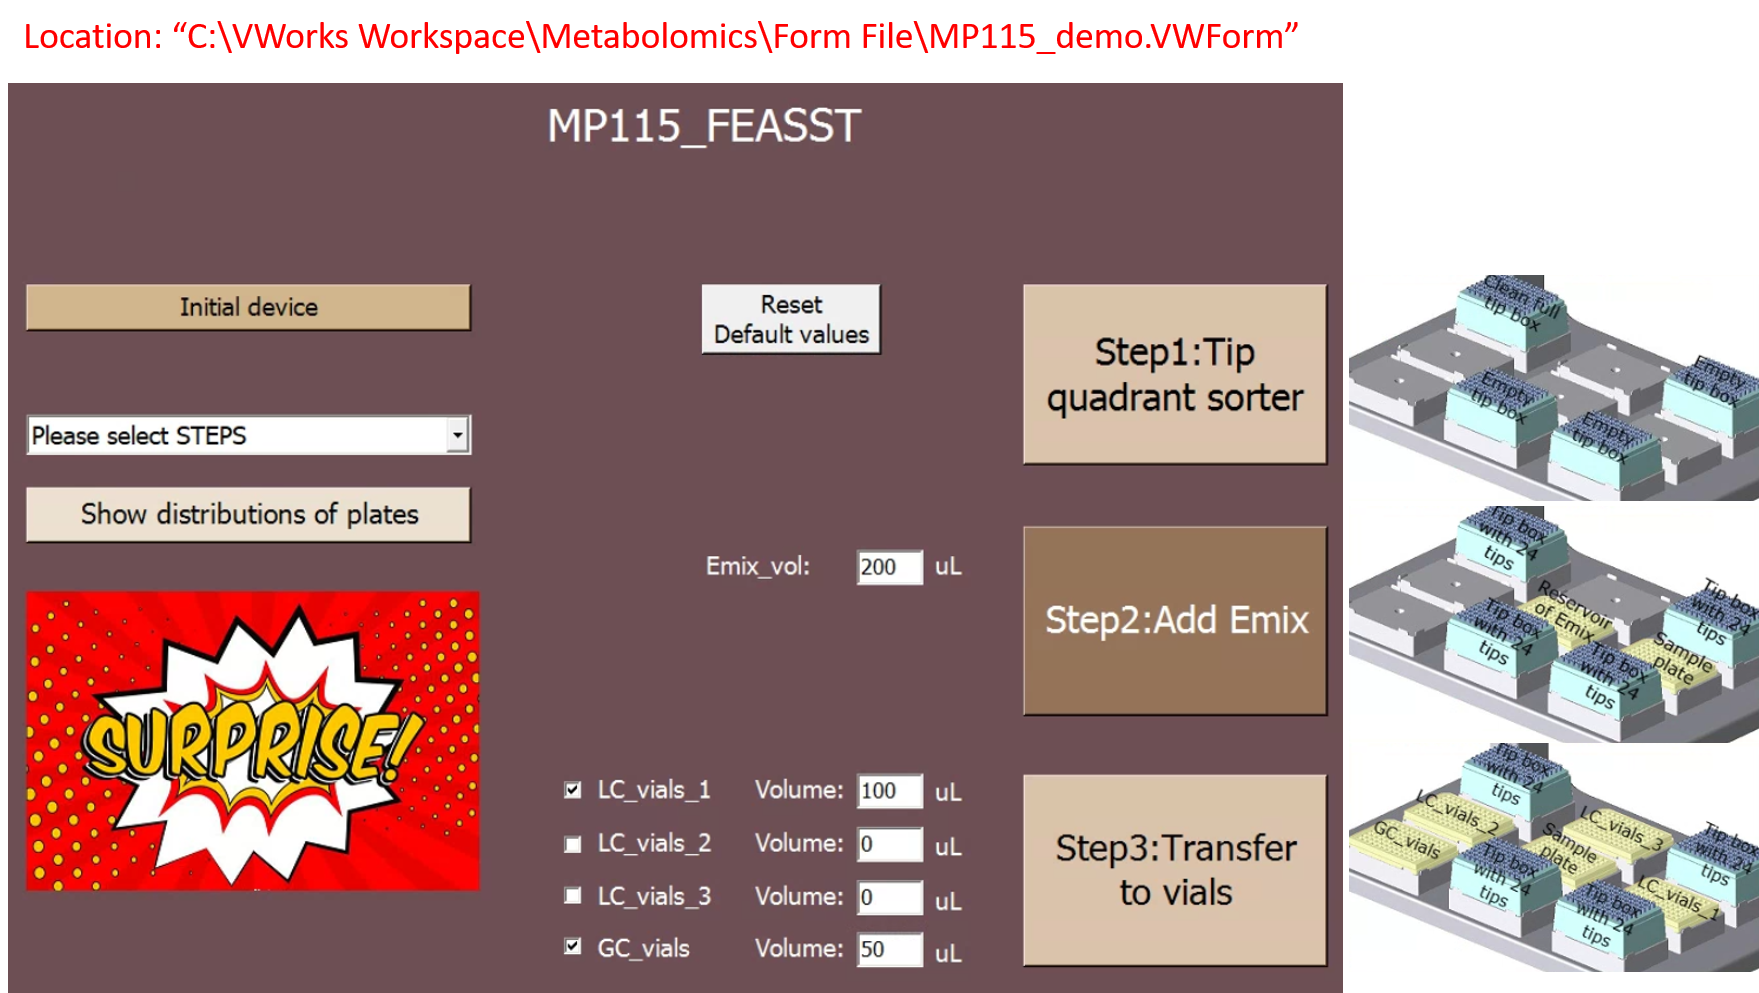 Location: “C:\VWorks Workspace\Metabolomics\Form File\MP115_demo.VWForm”
MP115_FEASST
Initial device
Please select STEPS
Show distributions of plates
SURPRISE!
Reset
Default values
Emix_vol: 200 uL
LC_vials_1 Volume: 100 uL
LC_vials_2 Volume: 0 uL
LC_vials_3 Volume: 0 uL
GC_vials Volume: 50 uL
Step1:Tip
quadrant sorter
Step2:Add Emix
Step3:Transfer
to vials
Clean full
tip box
Empty
tip box
Empty
tip box
Empty
tip box
Tip box
with 24
tips
Reservoir
of Emix
Tip box
with 24
tips
Tip box
with 24
tips
Sample
plate
Tip box
with 24
tips
Tip box
with 24
tips
LC_vials_2
LC_vials_3
GC_vials
Sample
plate
Tip box
with 24
tips
Tip box
with 24
tips
LC_vials_1
Tip box
with 24
tips